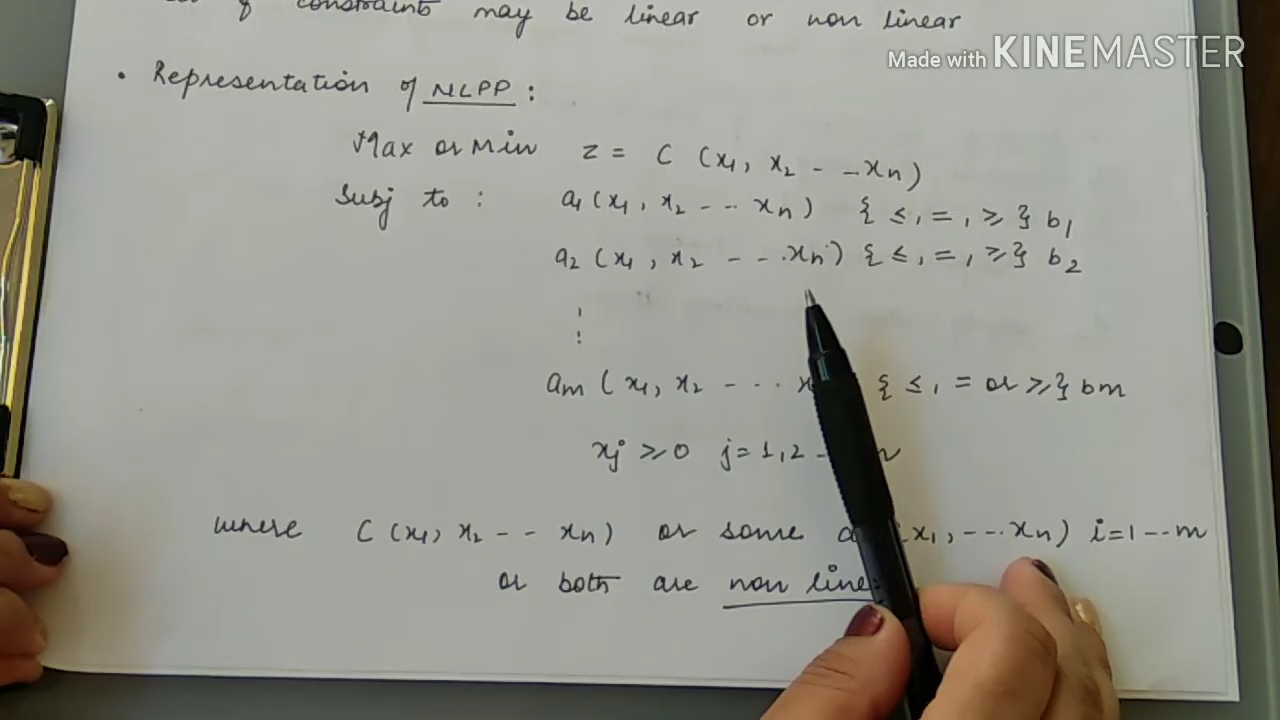 of constraints may be linear or non linear
Made with KINEMASTER
• Representation of NLPP :
Max or Min z = C (x1, x2 - - xn)
Subj to : a1 (x1, x2 -- .. xn) { ≤, =, ≥ } b1
a2 (x1, x2 - - .. xn) { ≤, =, ≥ } b2
am (x1, x2 - ... x { ≤, = or ≥ } bm
xj ≥ 0 j = 1, 2 -
where C (x1, x2 -- xn) or some (x1, --.. xn) i = 1 -- m
or both are non line